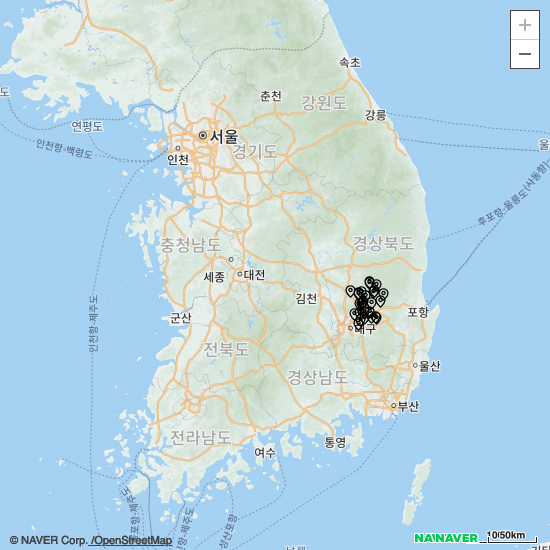 속초
춘천
강원도
강릉
연평도
서울
인천
경기도
인천항-백령도
울
후포항-울릉도(사동항)
충청남도
경상북도
세종
대전
김천
군산
포항
대구
인천항-제주도
전북도
경상남도
울산
부산
전라남도
여수
통영
© NAVER Corp. /OpenStreetMap
NAVER
10/50km